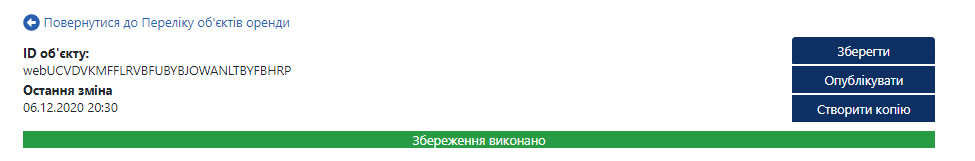 Повернутися до Переліку об'єктів оренди
ID об'єкту:
webUCVDVKMFFLRVBFUBYBJOWANLTBYFBHRP
Остання зміна
06.12.2020 20:30
Зберегти
Опублікувати
Створити копію
Збереження виконано